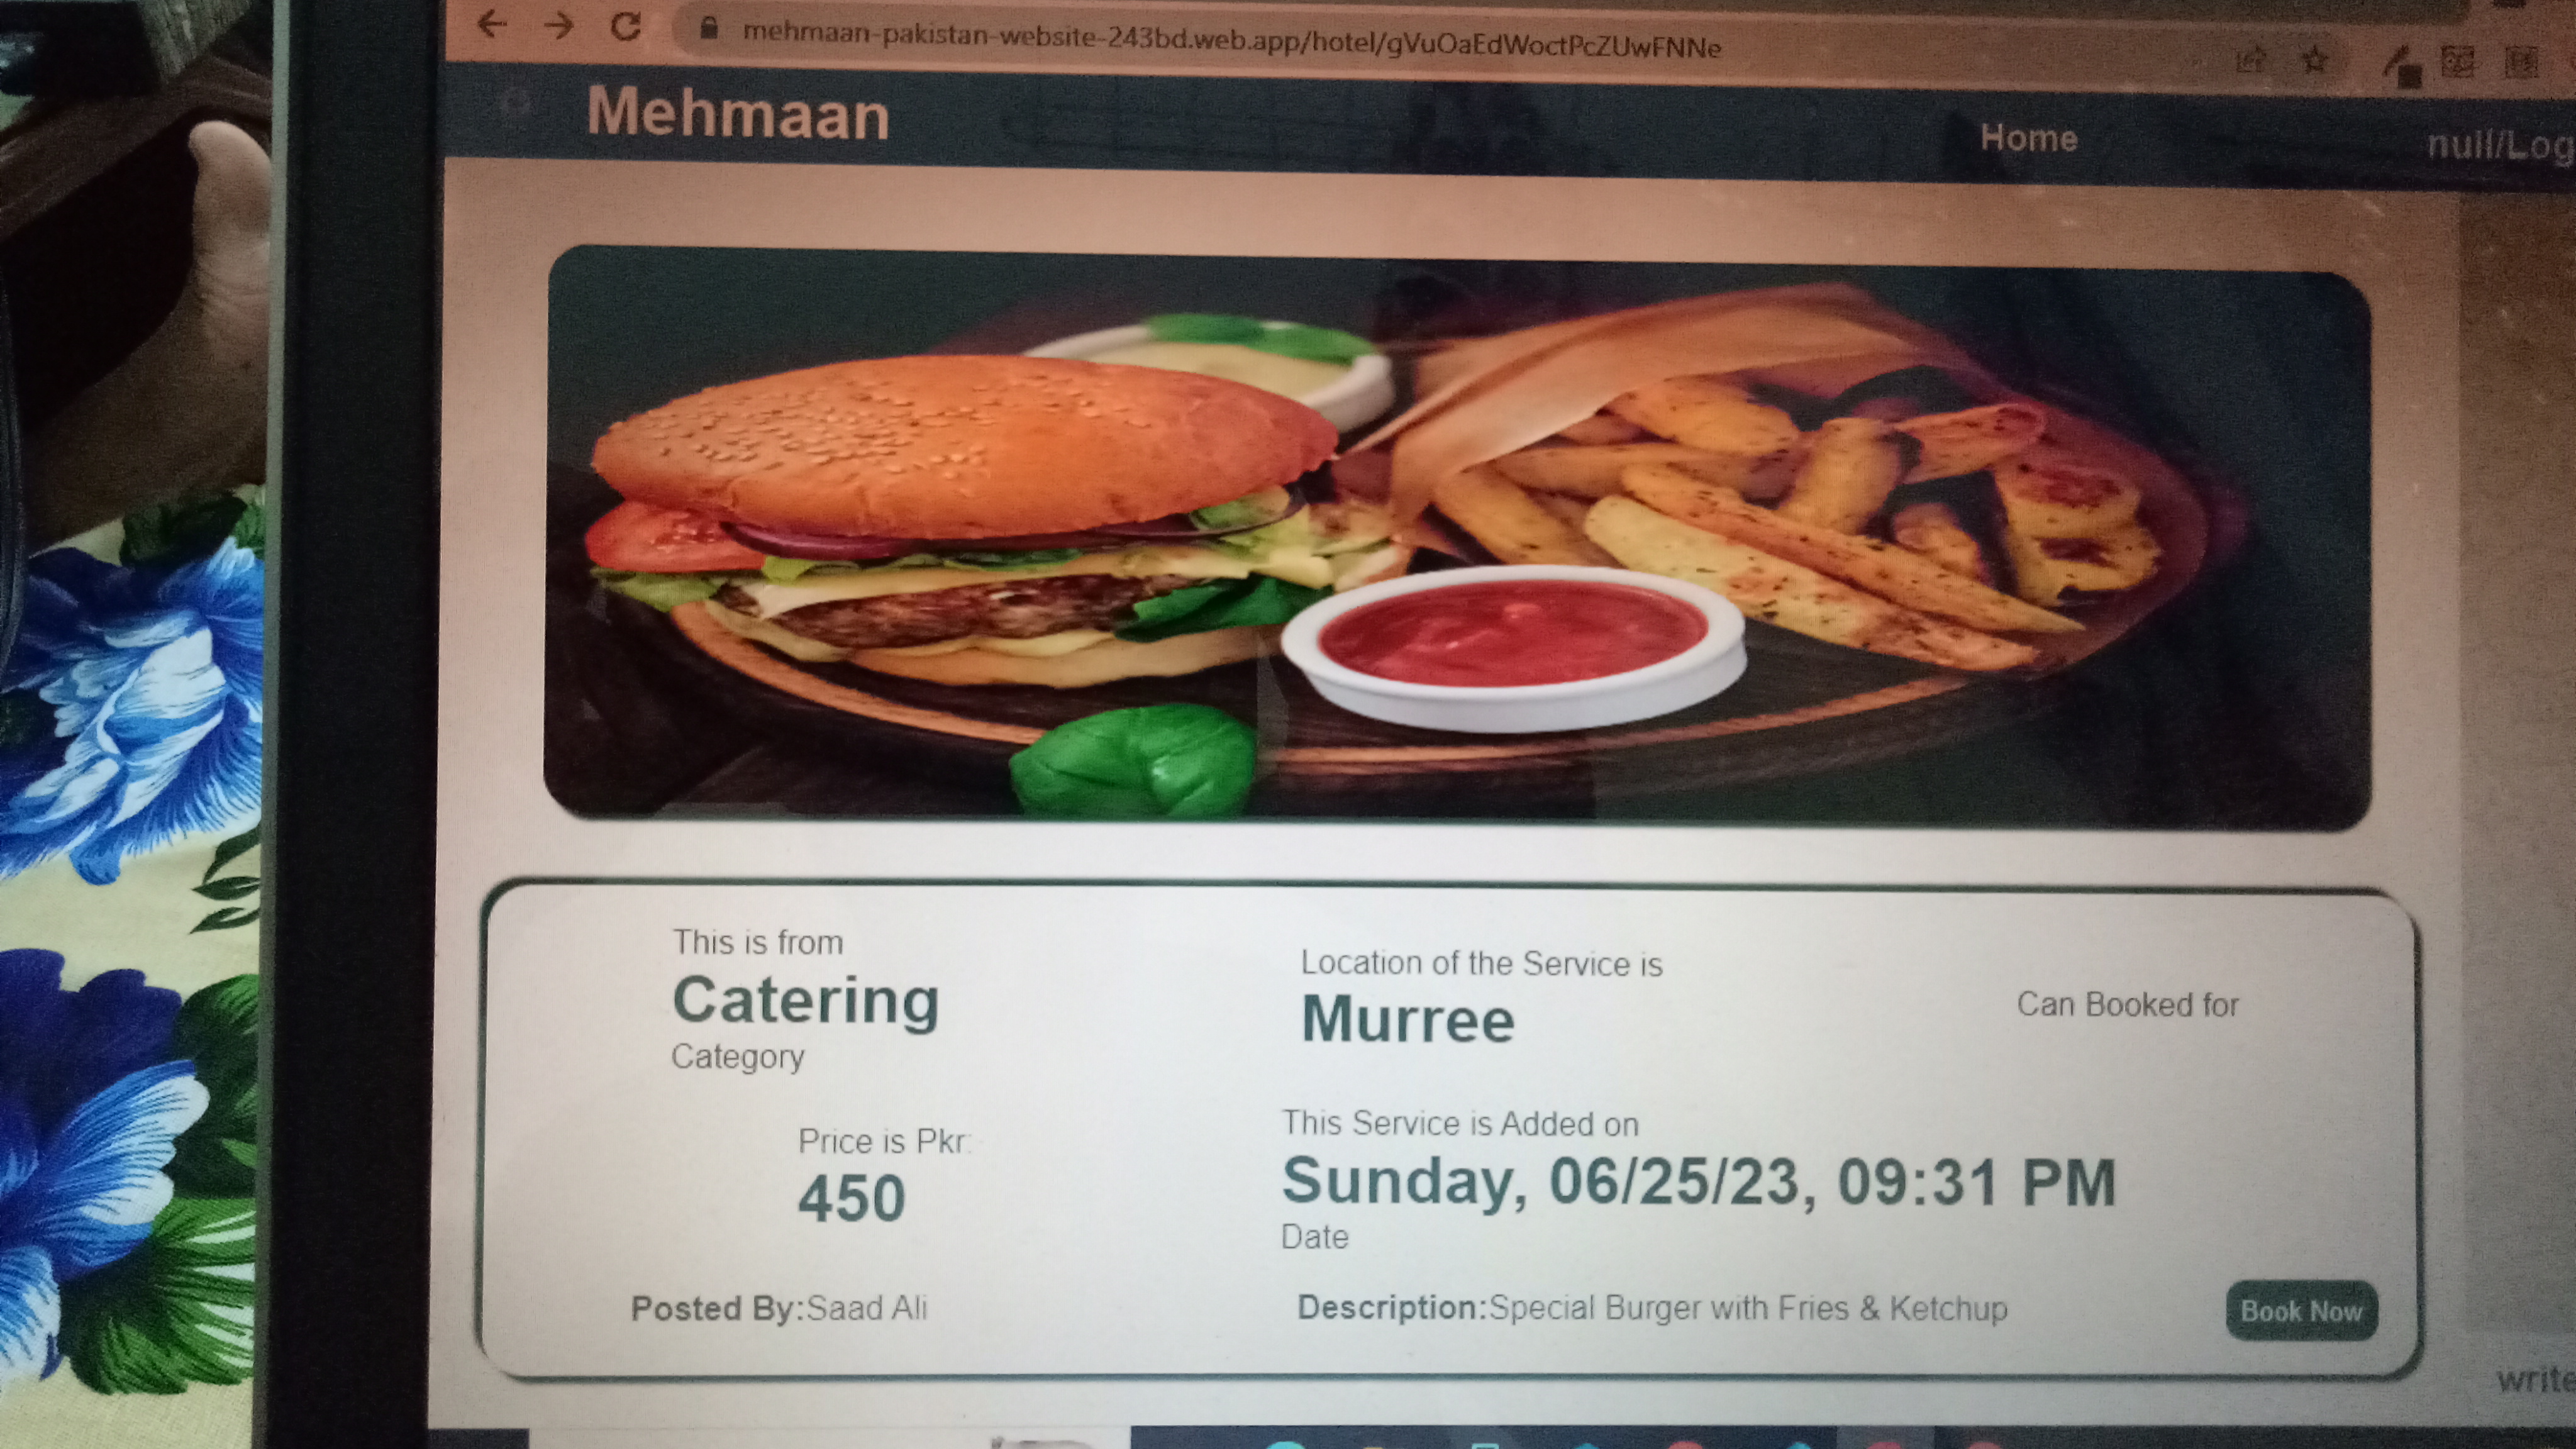 mehmaan-pakistan-website-243bd.web.app/hotel/gVuOaEdWoctPcZUwFNNe
Mehmaan
Home
null/Log
This is from
Catering
Category
Location of the Service is
Murree
Can Booked for
Price is Pkr:
450
This Service is Added on
Sunday, 06/25/23, 09:31 PM
Date
Posted By:Saad Ali
Description:Special Burger with Fries & Ketchup
Book Now
write